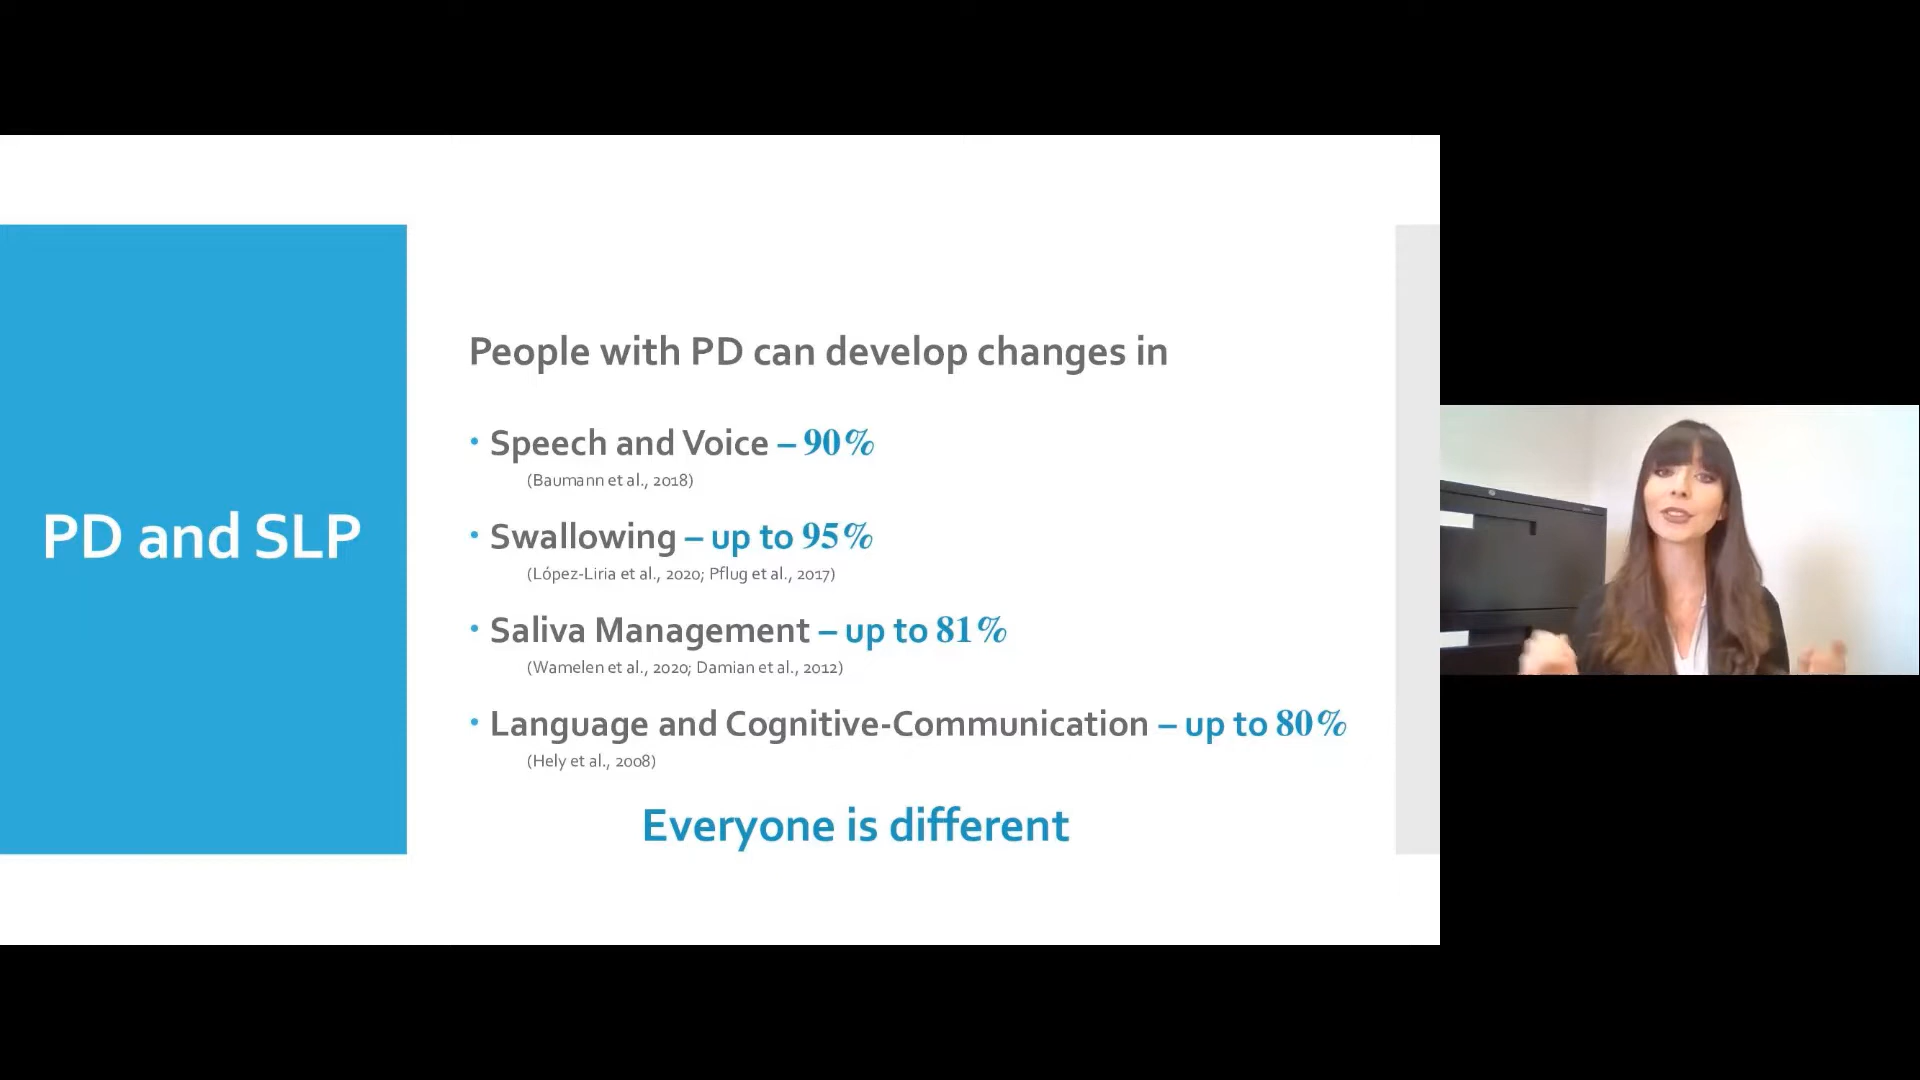 PD and SLP
People with PD can develop changes in
• Speech and Voice – 90%
(Baumann et al., 2018)
• Swallowing – up to 95%
(López-Liria et al., 2020; Pflug et al., 2017)
• Saliva Management – up to 81%
(Wamelen et al., 2020; Damian et al., 2012)
• Language and Cognitive-Communication – up to 80%
(Hely et al., 2008)
Everyone is different